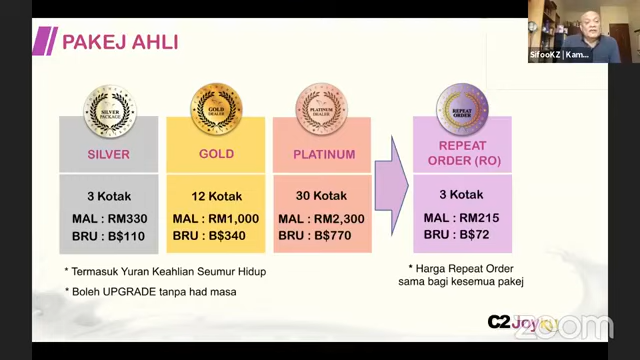 PAKEJ AHLI
SifooKZ | Kam...
SILVER
PACKAGE
SILVER
3 Kotak
MAL : RM330
BRU : B$110
GOLD
DEALER
GOLD
12 Kotak
MAL : RM1,000
BRU : B$340
PLATINUM
DEALER
PLATINUM
30 Kotak
MAL : RM2,300
BRU : B$770
REPEAT
ORDER
REPEAT
ORDER (RO)
3 Kotak
MAL : RM215
BRU : B$72
* Termasuk Yuran Keahlian Seumur Hidup
* Boleh UPGRADE tanpa had masa
* Harga Repeat Order
sama bagi kesemua pakej
C2Joy
zoom